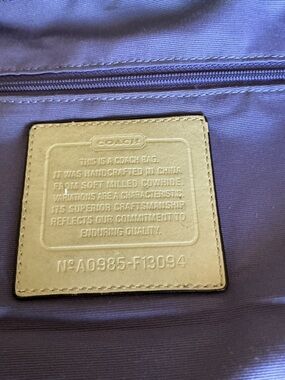 COACH
THIS IS A COACH BAG.
IT WAS HANDCRAFTED IN CHINA
FROM SOFT MILLED COWHIDE.
VARIATIONS ARE A CHARACTERISTIC.
ITS SUPERIOR CRAFTSMANSHIP
REFLECTS OUR COMMITMENT TO
ENDURING QUALITY.
Nº A0985-F13094